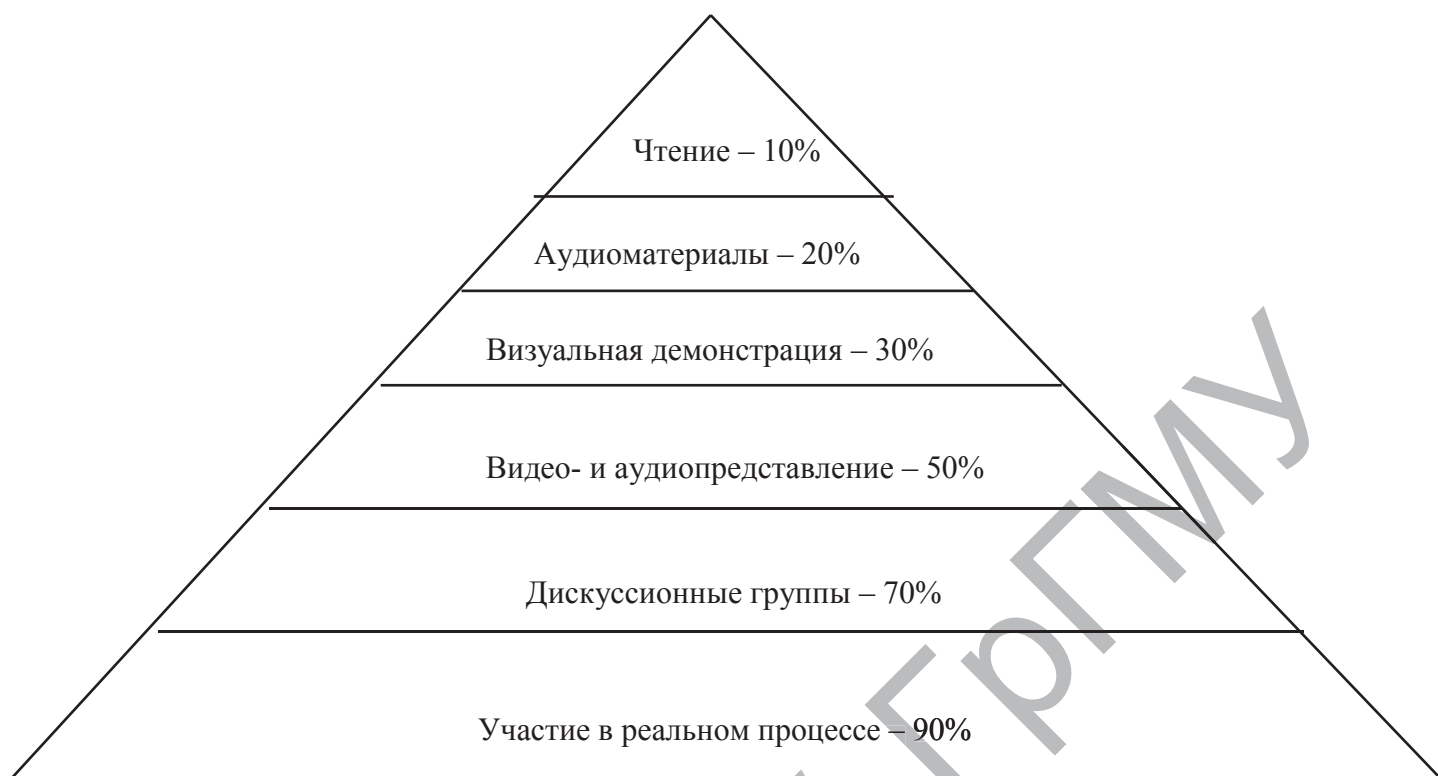 Чтение – 10%
Аудиоматериалы – 20%
Визуальная демонстрация – 30%
Видео- и аудиопредставление – 50%
Дискуссионные группы – 70%
Участие в реальном процессе – 90%
ГрГМУ